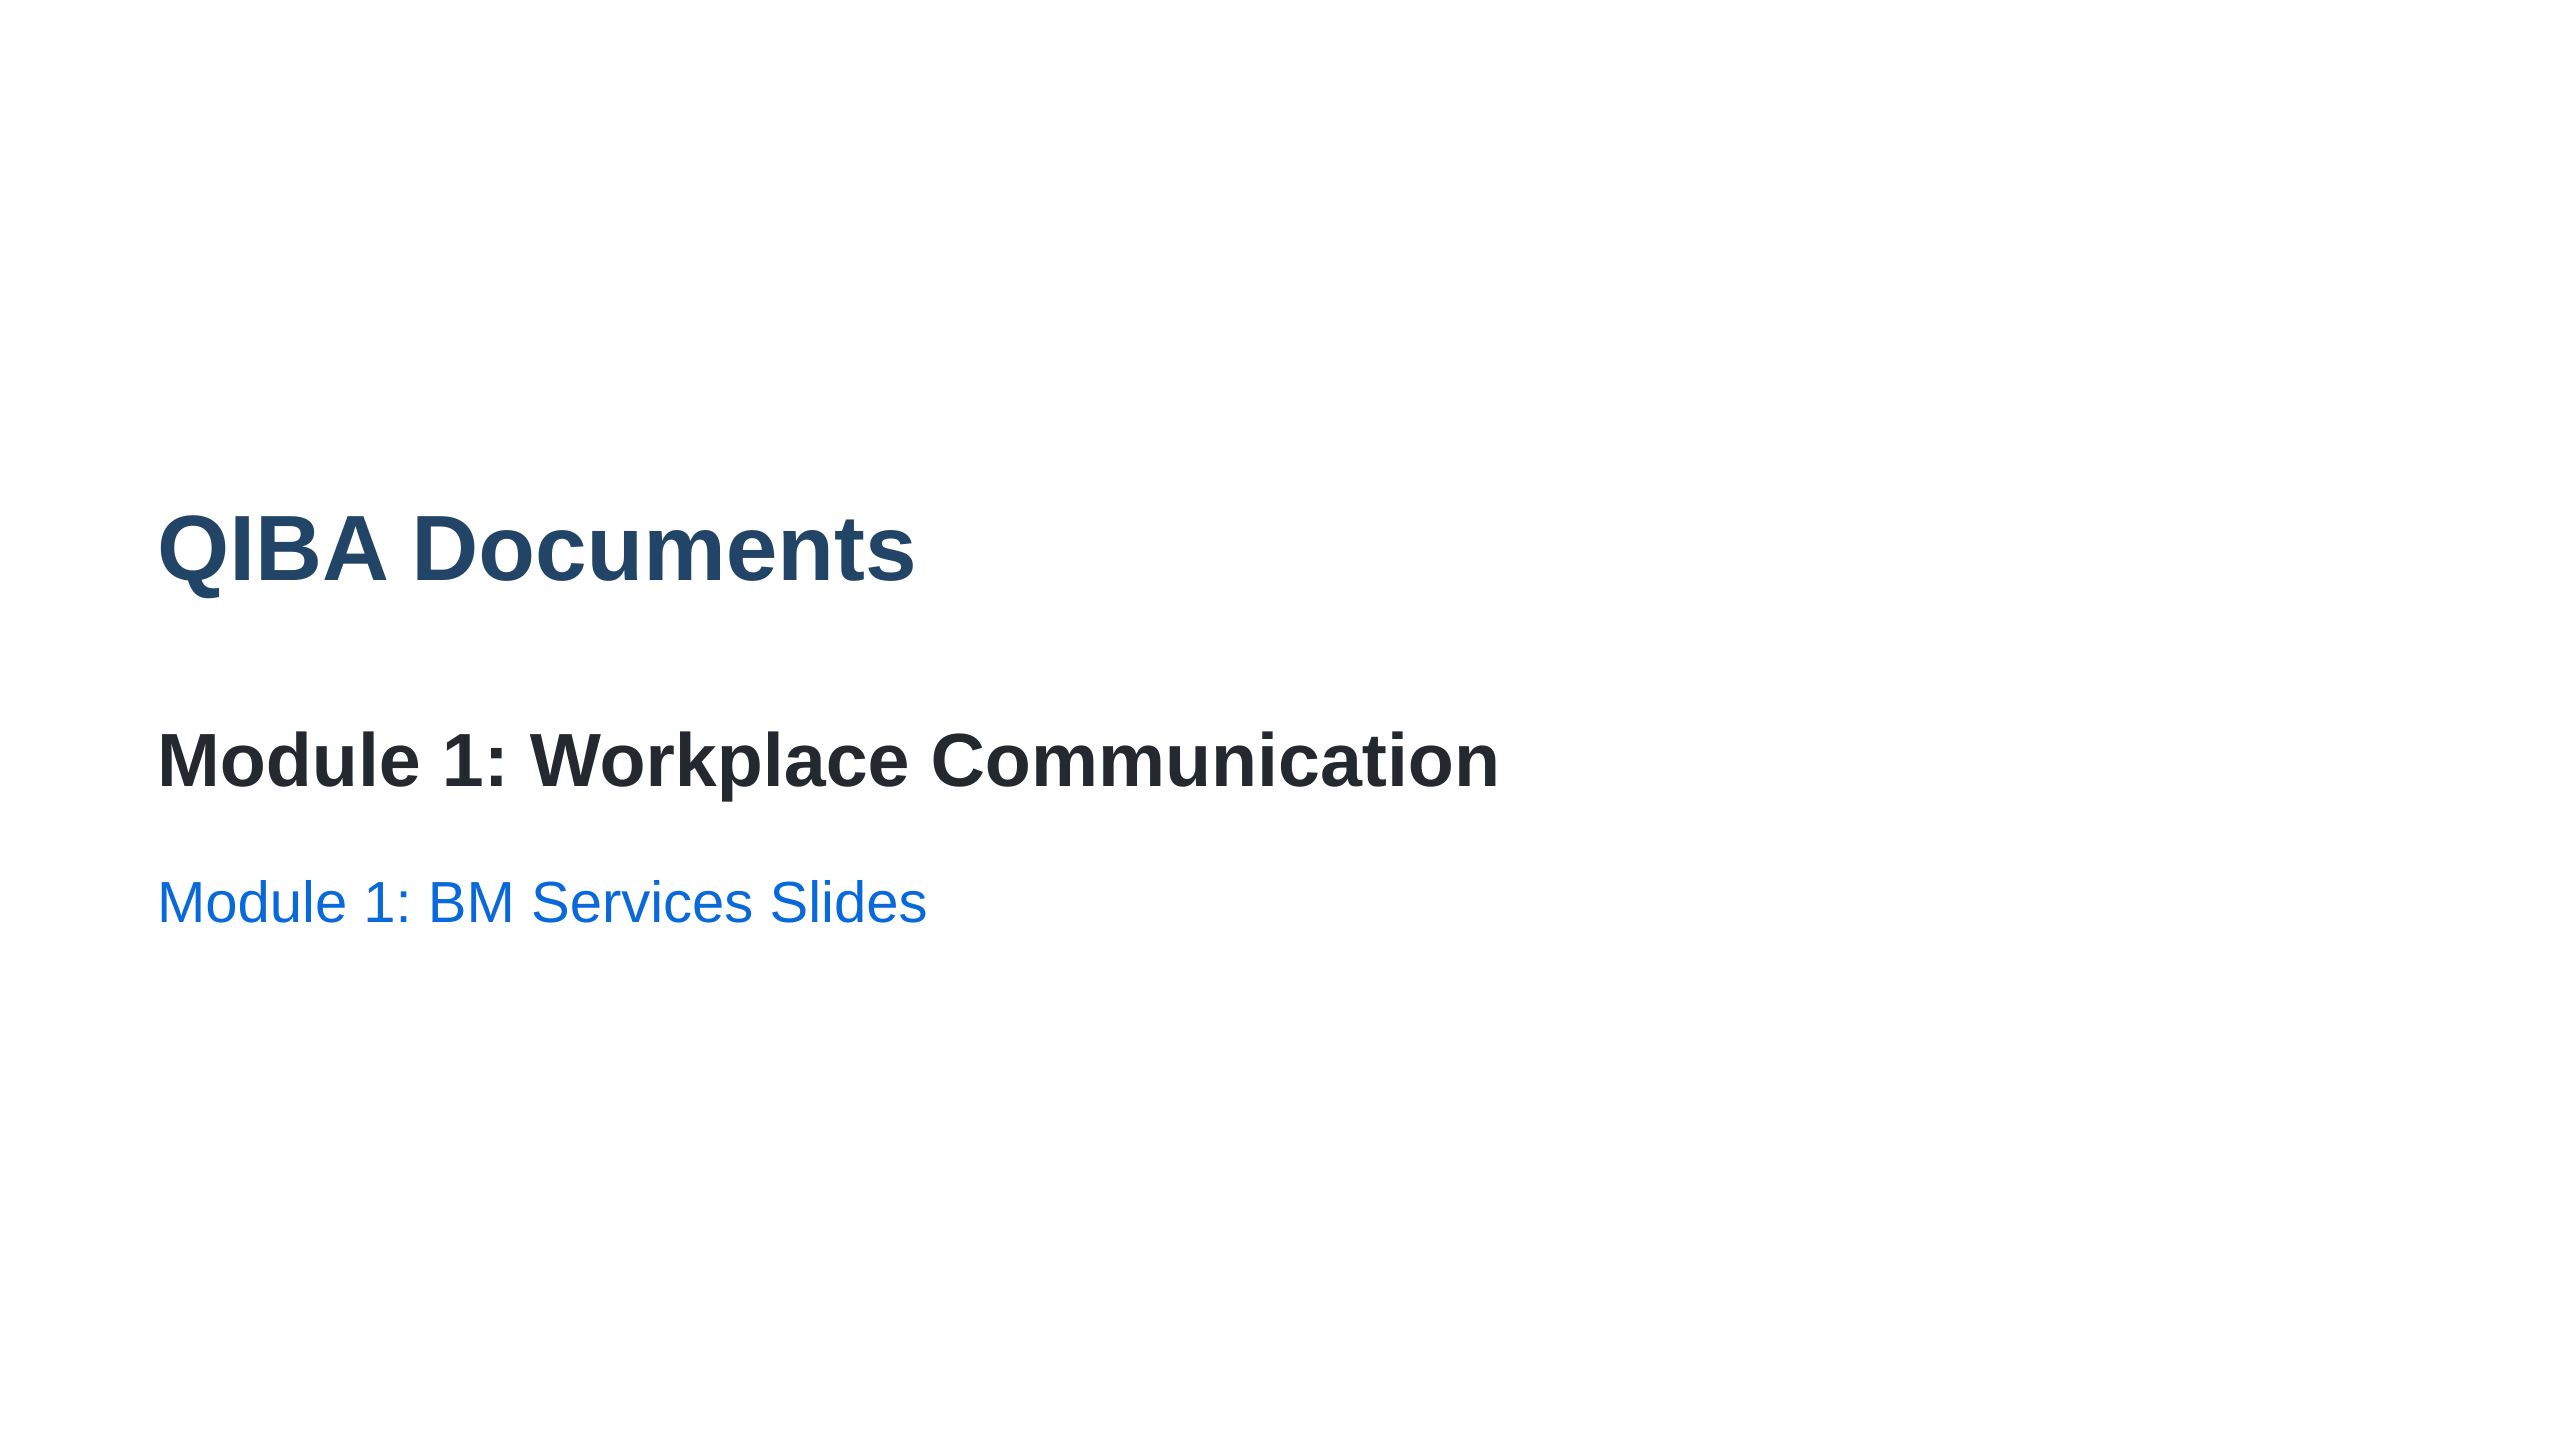 QIBA Documents
Module 1: Workplace Communication
Module 1: BM Services Slides